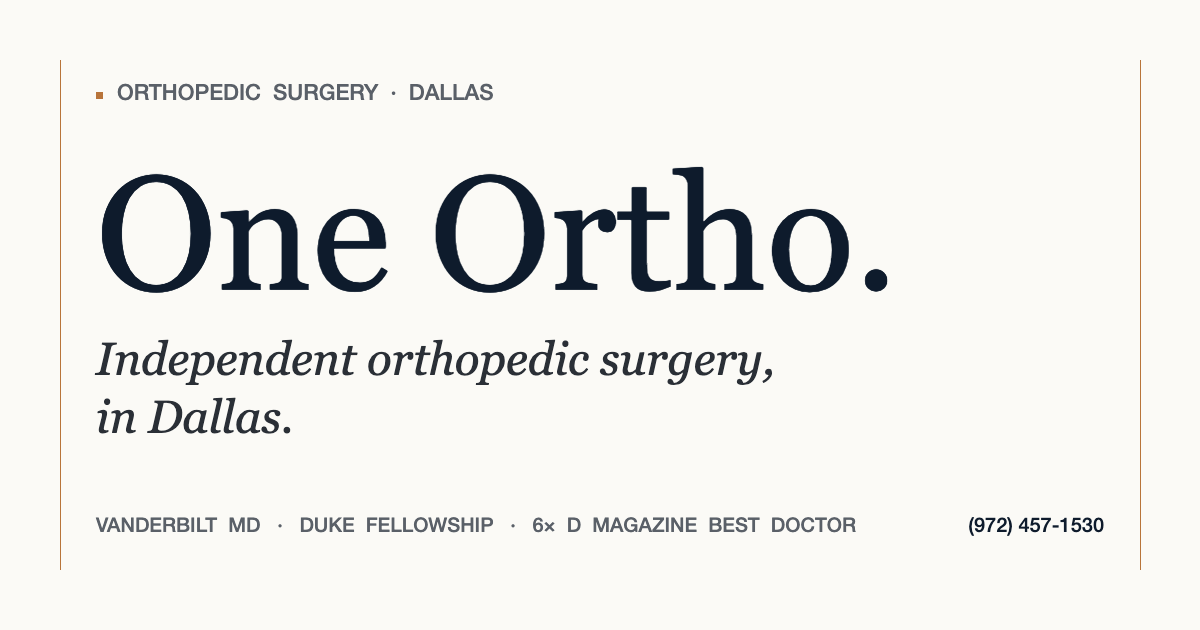 ORTHOPEDIC SURGERY · DALLAS
One Ortho.
Independent orthopedic surgery,
in Dallas.
VANDERBILT MD · DUKE FELLOWSHIP · 6× D MAGAZINE BEST DOCTOR
(972) 457-1530